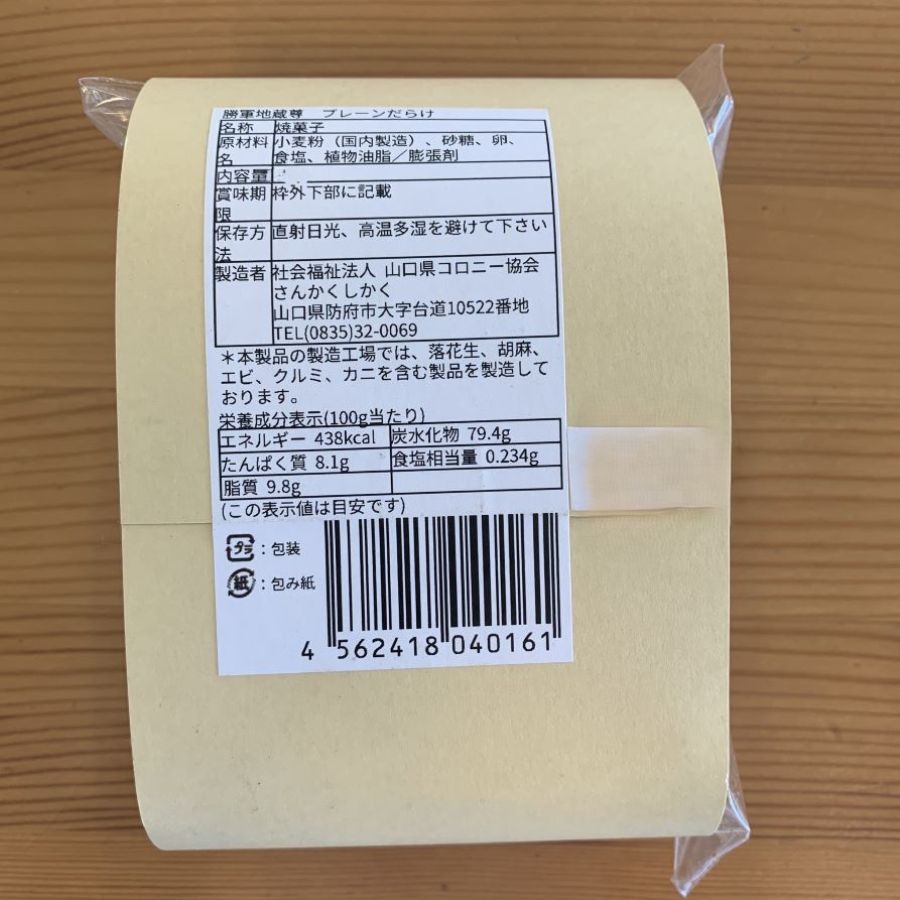 勝軍地蔵尊　プレーンだらけ
名称 焼菓子
原材料名 小麦粉（国内製造）、砂糖、卵、
食塩、植物油脂／膨張剤
内容量
賞味期限 枠外下部に記載
保存方法 直射日光、高温多湿を避けて下さい
製造者 社会福祉法人 山口県コロニー協会
さんかくしかく
山口県防府市大字台道10522番地
TEL(0835)32-0069
＊本製品の製造工場では、落花生、胡麻、
エビ、クルミ、カニを含む製品を製造して
おります。
栄養成分表示(100g当たり)
エネルギー 438kcal 炭水化物 79.4g
たんぱく質 8.1g 食塩相当量 0.234g
脂質 9.8g
(この表示値は目安です)
プラ：包装
紙：包み紙
4 562418 040161